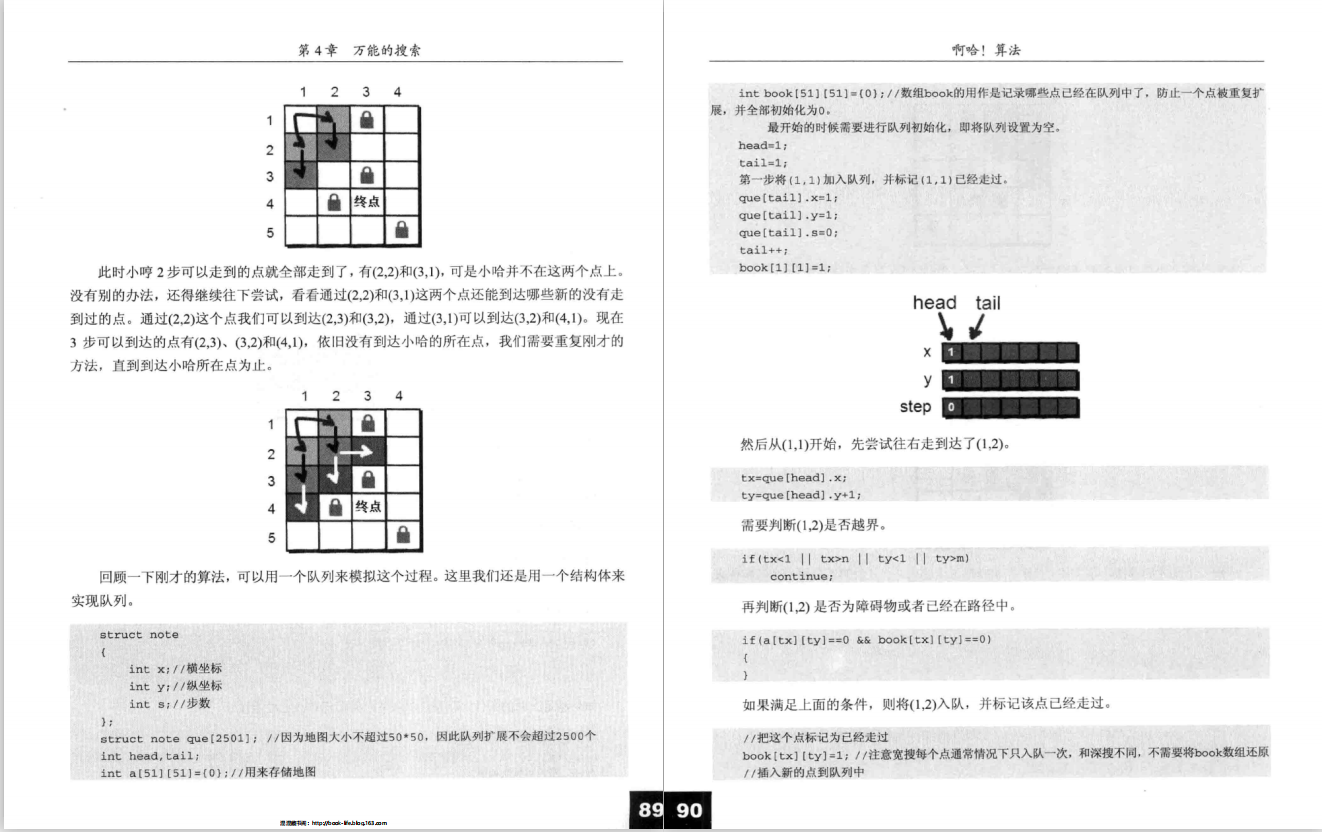 第4章 万能的搜索
1 2 3 4
1
2
3
4 终点
5
此时小哼 2 步可以走到的点就全部走到了，有(2,2)和(3,1)，可是小哈并不在这两个点上。
没有别的办法，还得继续往下尝试，看看通过(2,2)和(3,1)这两个点还能到达哪些新的没有走
到过的点。通过(2,2)这个点我们可以到达(2,3)和(3,2)，通过(3,1)可以到达(3,2)和(4,1)。现在
3 步可以到达的点有(2,3)、(3,2)和(4,1)，依旧没有到达小哈的所在点，我们需要重复刚才的
方法，直到到达小哈所在点为止。
1 2 3 4
1
2
3
4 终点
5
回顾一下刚才的算法，可以用一个队列来模拟这个过程。这里我们还是用一个结构体来
实现队列。
struct note
{
int x;//横坐标
int y;//纵坐标
int s;//步数
};
struct note que[2501]; //因为地图大小不超过50*50，因此队列扩展不会超过2500个
int head,tail;
int a[51][51]={0};//用来存储地图
89
http://book-life.blog.163.com
啊哈！算法
int book[51][51]={0};//数组book的用作是记录哪些点已经在队列中了，防止一个点被重复扩
展，并全部初始化为0。
最开始的时候需要进行队列初始化，即将队列设置为空。
head=1;
tail=1;
第一步将(1,1)加入队列，并标记(1,1)已经走过。
que[tail].x=1;
que[tail].y=1;
que[tail].s=0;
tail++;
book[1][1]=1;
head tail
x 1
y 1
step 0
然后从(1,1)开始，先尝试往右走到达了(1,2)。
tx=que[head].x;
ty=que[head].y+1;
需要判断(1,2)是否越界。
if(tx<1 || tx>n || ty<1 || ty>m)
continue;
再判断(1,2) 是否为障碍物或者已经在路径中。
if(a[tx][ty]==0 && book[tx][ty]==0)
{
}
如果满足上面的条件，则将(1,2)入队，并标记该点已经走过。
//把这个点标记为已经走过
book[tx][ty]=1; //注意宽搜每个点通常情况下只入队一次，和深搜不同，不需要将book数组还原
//插入新的点到队列中
90